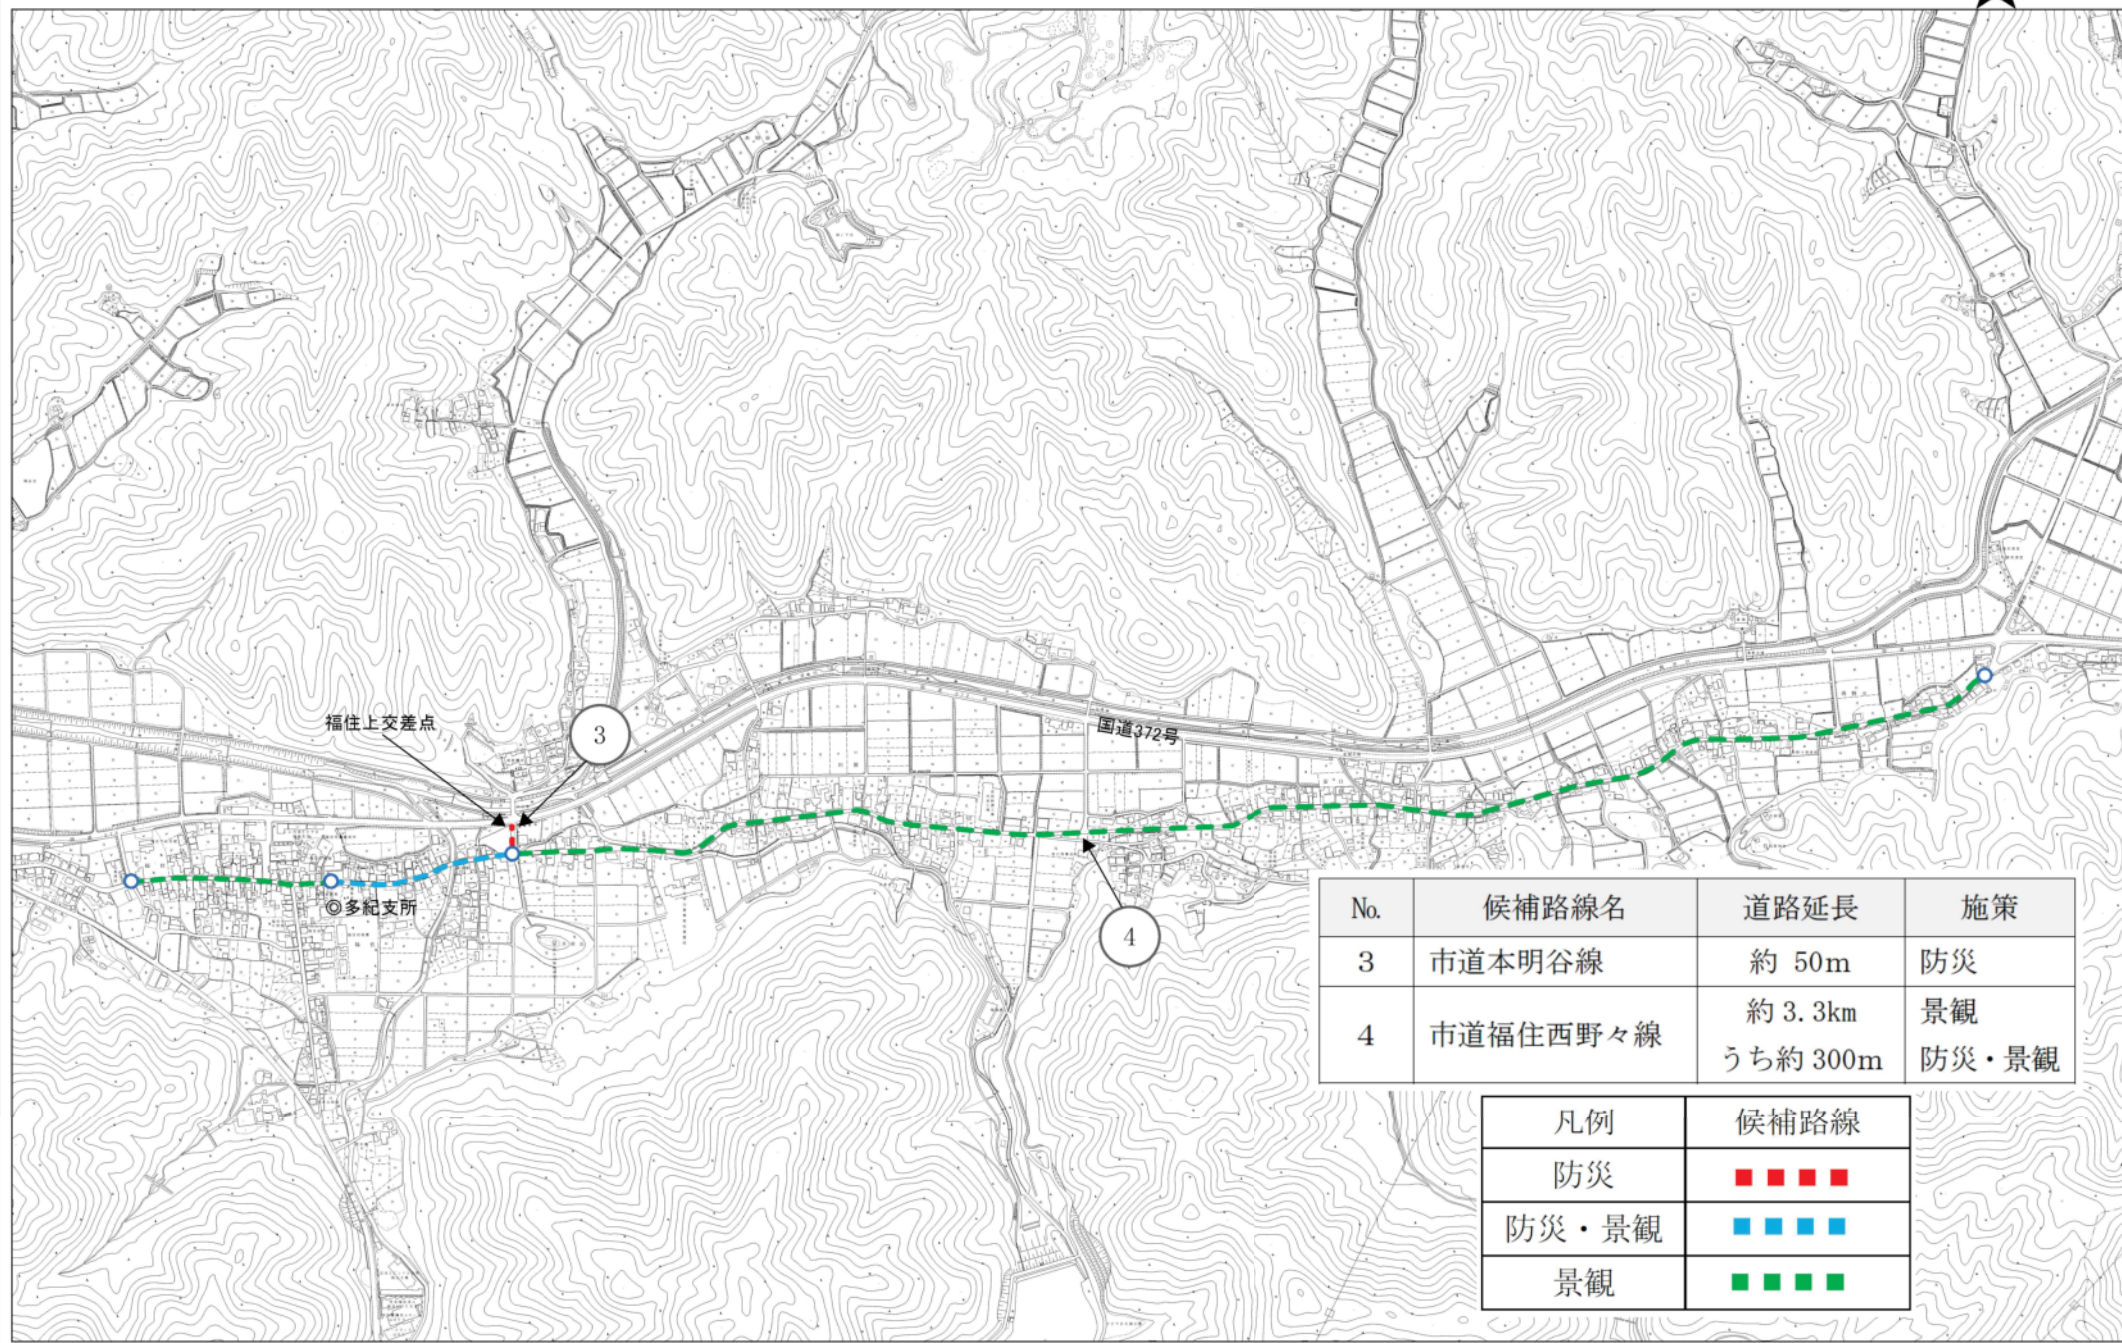 福住上交差点
3
国道372号
◎多紀支所
4
No. 候補路線名 道路延長 施策
3 市道本明谷線 約 50m 防災
4 市道福住西野々線 約 3.3km 景観
うち約 300m 防災・景観
凡例 候補路線
防災
防災・景観
景観